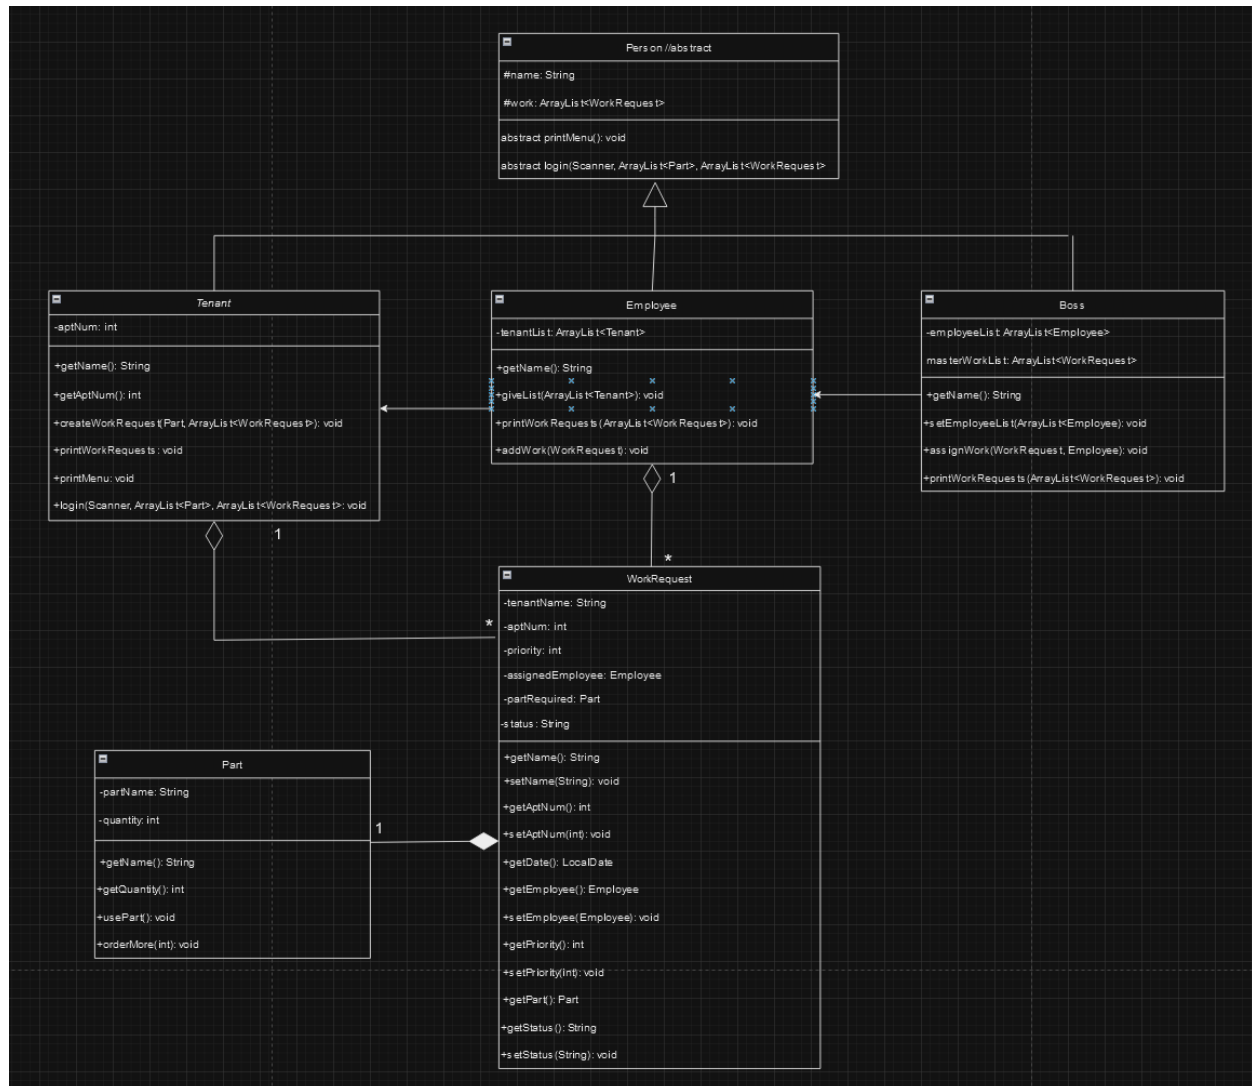 Person //abstract
#name: String
#work: ArrayList<WorkRequest>
abstract printMenu(): void
abstract login(Scanner, ArrayList<Part>, ArrayList<WorkRequest>
Tenant
-aptNum: int
+getName(): String
+getAptNum(): int
+createWorkRequest(Part, ArrayList<WorkRequest>): void
+printWorkRequests: void
+printMenu: void
+login(Scanner, ArrayList<Part>, ArrayList<WorkRequest>: void
1
Employee
-tenantList: ArrayList<Tenant>
+getName(): String
+giveList(ArrayList<Tenant>): void
+printWorkRequests(ArrayList<WorkRequest>): void
+addWork(WorkRequest): void
1
*
Boss
-employeeList: ArrayList<Employee>
masterWorkList: ArrayList<WorkRequest>
+getName(): String
+setEmployeeList(ArrayList<Employee): void
+assignWork(WorkRequest, Employee): void
+printWorkRequests(ArrayList<WorkRequest>): void
*
WorkRequest
-tenantName: String
-aptNum: int
-priority: int
-assignedEmployee: Employee
-partRequired: Part
-status: String
+getName(): String
+setName(String): void
+getAptNum(): int
+setAptNum(int): void
+getDate(): LocalDate
+getEmployee(): Employee
+setEmployee(Employee): void
+getPriority(): int
+setPriority(int): void
+getPart(): Part
+getStatus(): String
+setStatus(String): void
Part
-partName: String
-quantity: int
+getName(): String
+getQuantity(): int
+usePart(): void
+orderMore(int): void
1